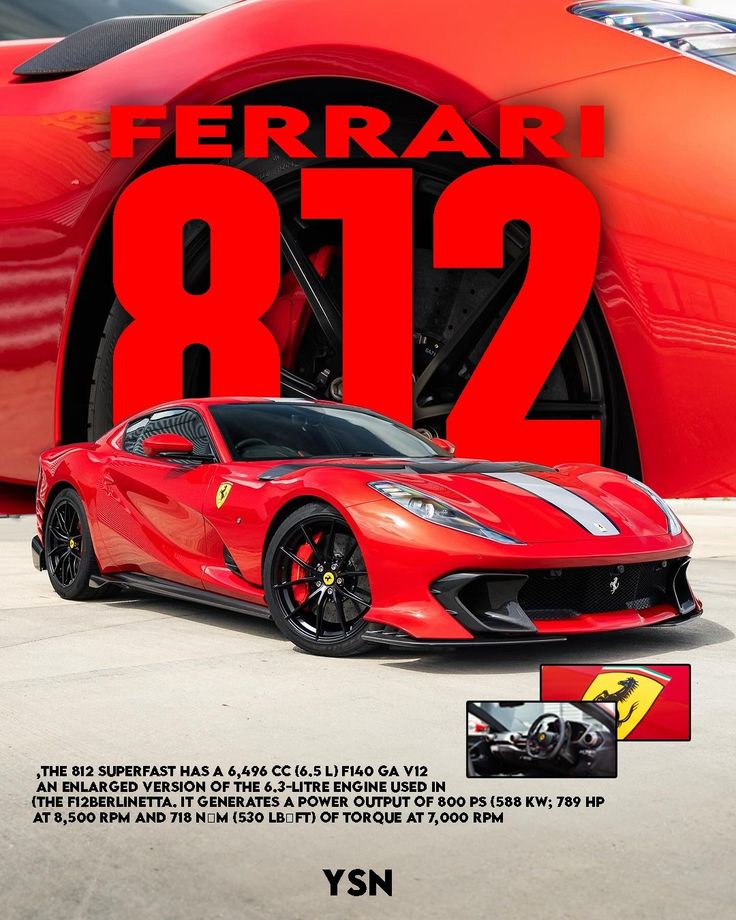 FERRARI
812
,THE 812 SUPERFAST HAS A 6,496 CC (6.5 L) F140 GA V12
AN ENLARGED VERSION OF THE 6.3-LITRE ENGINE USED IN
(THE F12BERLINETTA. IT GENERATES A POWER OUTPUT OF 800 PS (588 KW; 789 HP
AT 8,500 RPM AND 718 N□M (530 LB□FT) OF TORQUE AT 7,000 RPM
YSN